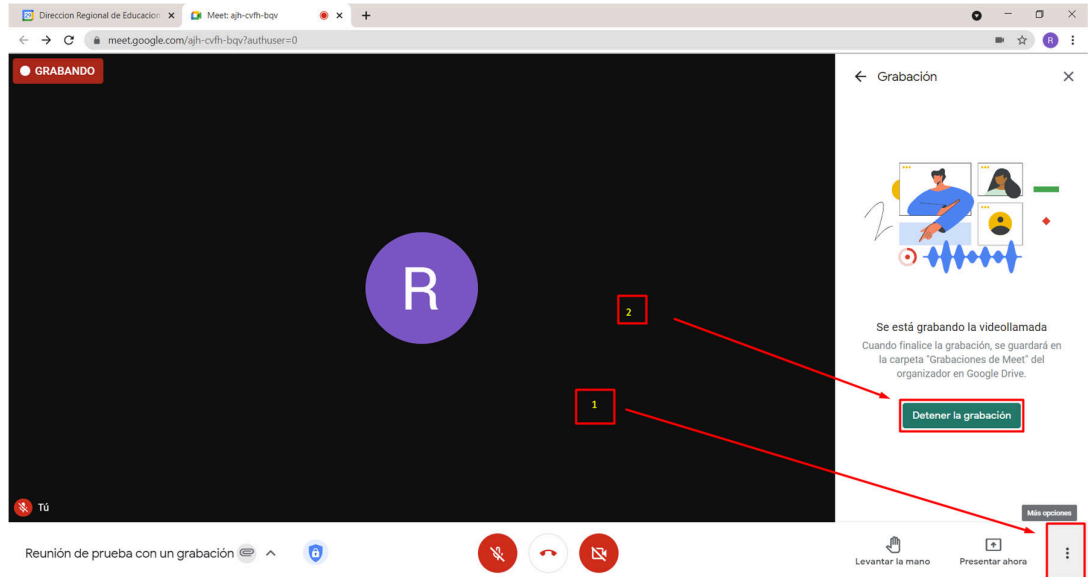 Direccion Regional de Educacion
Meet: ajh-cvfh-bqv
meet.google.com/ajh-cvfh-bqv?authuser=0
R
GRABANDO
Grabación
R
2
1
Se está grabando la videollamada
Cuando finalice la grabación, se guardará en
la carpeta "Grabaciones de Meet" del
organizador en Google Drive.
Detener la grabación
Tú
Más opciones
Reunión de prueba con un grabación
Levantar la mano
Presentar ahora